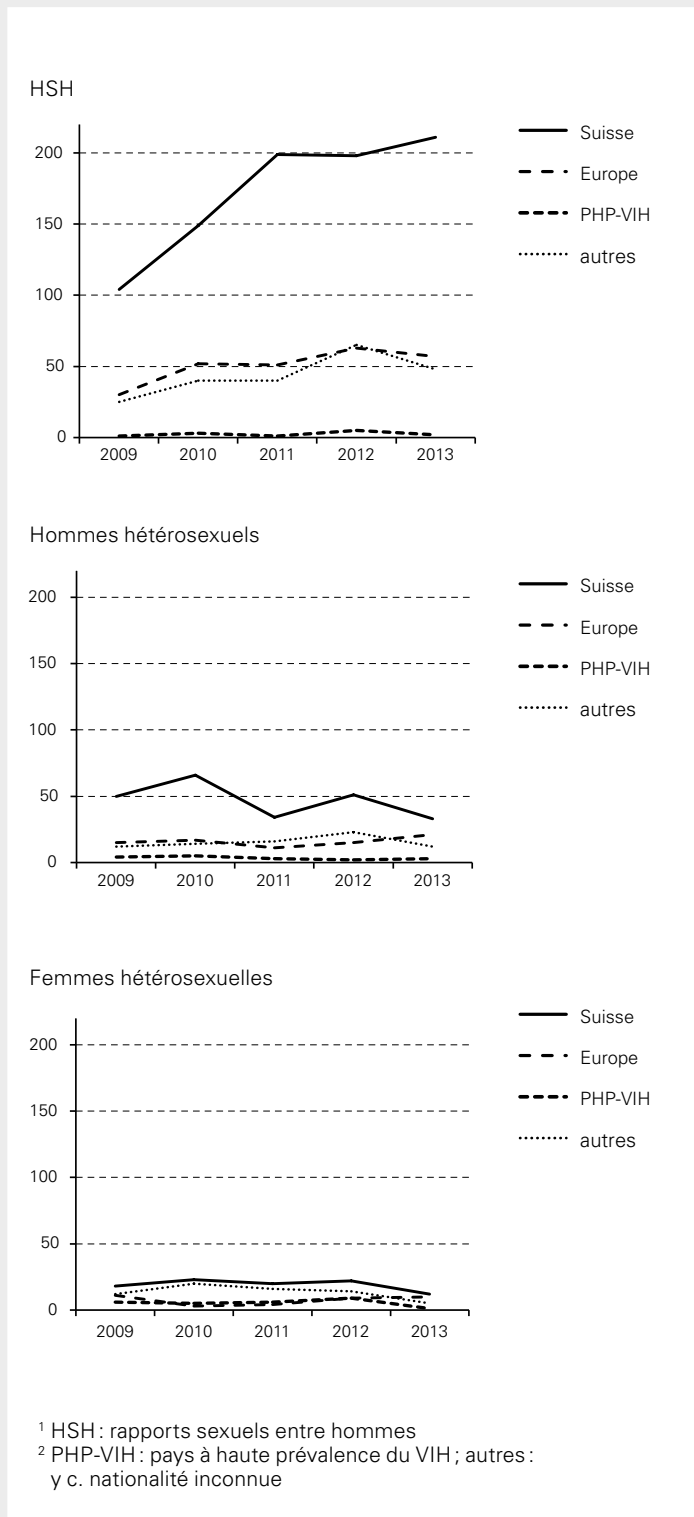 HSH
200
150
100
50
0
2009 2010 2011 2012 2013
Suisse
Europe
PHP-VIH
autres
Hommes hétérosexuels
200
150
100
50
0
2009 2010 2011 2012 2013
Suisse
Europe
PHP-VIH
autres
Femmes hétérosexuelles
200
150
100
50
0
2009 2010 2011 2012 2013
Suisse
Europe
PHP-VIH
autres
¹ HSH : rapports sexuels entre hommes
² PHP-VIH : pays à haute prévalence du VIH ; autres :
y c. nationalité inconnue